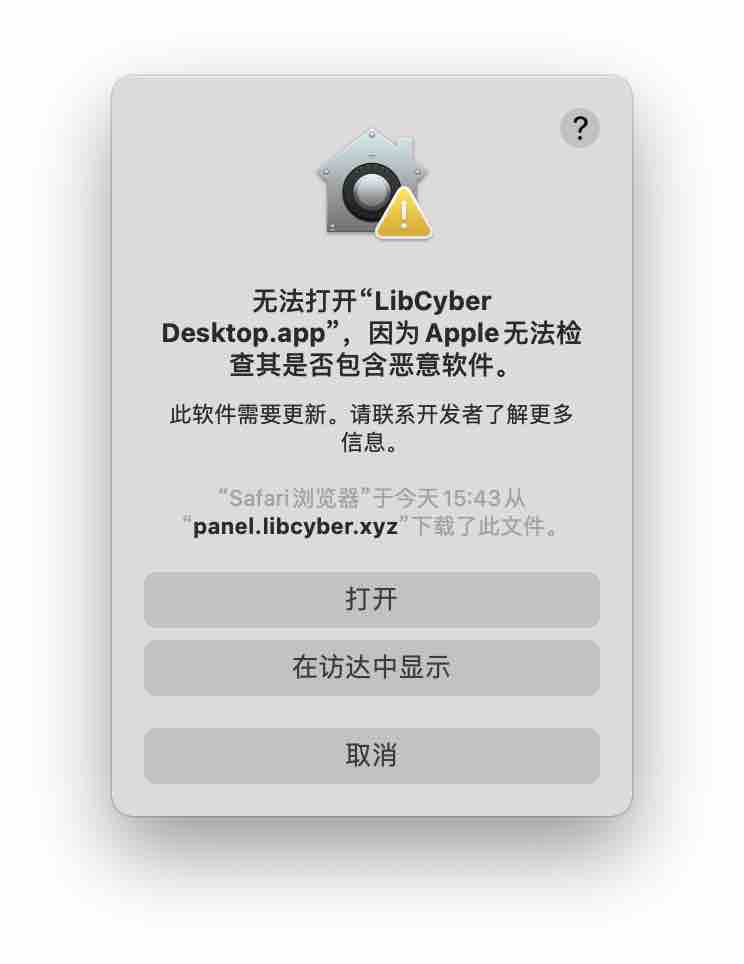 ?
无法打开“LibCyber
Desktop.app”，因为 Apple 无法检
查其是否包含恶意软件。
此软件需要更新。请联系开发者了解更多
信息。
“Safari 浏览器”于今天 15:43 从
“panel.libcyber.xyz”下载了此文件。
打开
在访达中显示
取消